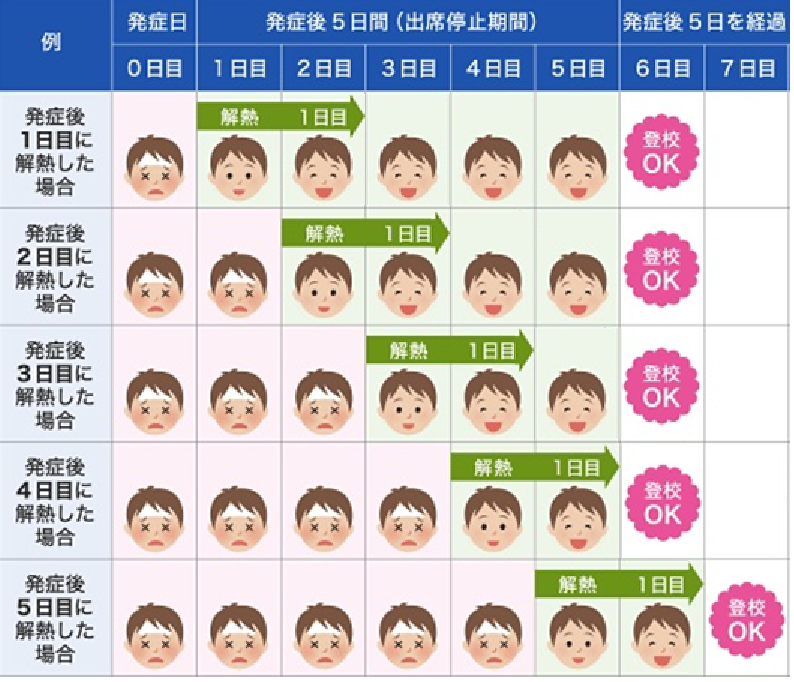 例
発症日
発症後5日間(出席停止期間)
発症後5日を経過
0日目
1日目
2日目
3日目
4日目
5日目
6日目
7日目
発症後
1日目に
解熱した
場合
解熱 1日目
登校
OK
発症後
2日目に
解熱した
場合
解熱 1日目
登校
OK
発症後
3日目に
解熱した
場合
解熱 1日目
登校
OK
発症後
4日目に
解熱した
場合
解熱 1日目
登校
OK
発症後
5日目に
解熱した
場合
解熱 1日目
登校
OK